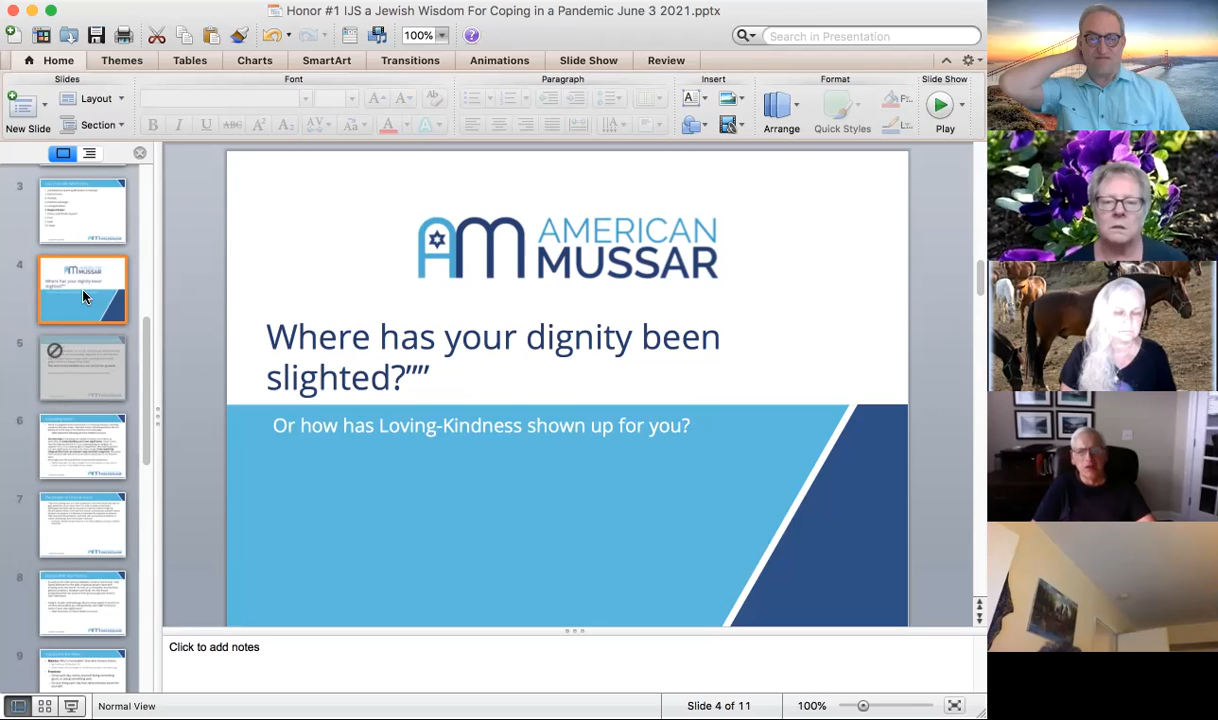 Honor #1 IJS a Jewish Wisdom For Coping in a Pandemic June 3 2021.pptx
100%
Search in Presentation
Home
Themes
Tables
Charts
SmartArt
Transitions
Animations
Slide Show
Review
Slides
Font
Paragraph
Insert
Format
Slide Show
New Slide
Layout
Section
Arrange
Quick Styles
Play
3
4
5
6
7
8
9
AM AMERICAN
MUSSAR
Where has your dignity been
slighted?””
Or how has Loving-Kindness shown up for you?
Click to add notes
Normal View
Slide 4 of 11
100%